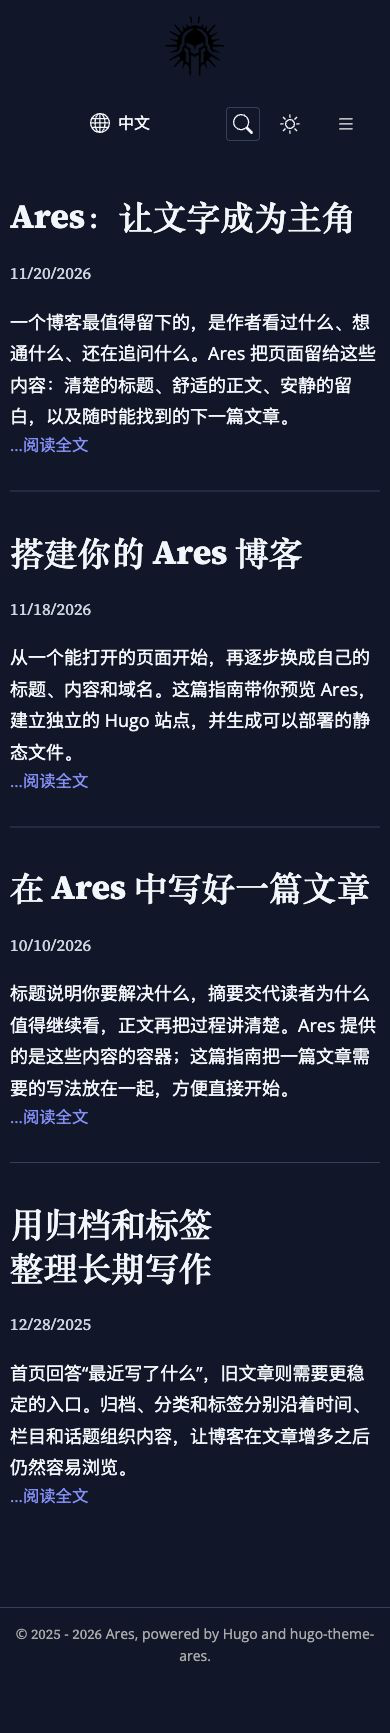 中文
Ares：让文字成为主角
11/20/2026
一个博客最值得留下的，是作者看过什么、想
通什么、还在追问什么。Ares 把页面留给这些
内容：清楚的标题、舒适的正文、安静的留
白，以及随时能找到的下一篇文章。
...阅读全文
搭建你的 Ares 博客
11/18/2026
从一个能打开的页面开始，再逐步换成自己的
标题、内容和域名。这篇指南带你预览 Ares，
建立独立的 Hugo 站点，并生成可以部署的静
态文件。
...阅读全文
在 Ares 中写好一篇文章
10/10/2026
标题说明你要解决什么，摘要交代读者为什么
值得继续看，正文再把过程讲清楚。Ares 提供
的是这些内容的容器；这篇指南把一篇文章需
要的写法放在一起，方便直接开始。
...阅读全文
用归档和标签
整理长期写作
12/28/2025
首页回答“最近写了什么”，旧文章则需要更稳
定的入口。归档、分类和标签分别沿着时间、
栏目和话题组织内容，让博客在文章增多之后
仍然容易浏览。
...阅读全文
© 2025 - 2026 Ares, powered by Hugo and hugo-theme-
ares.